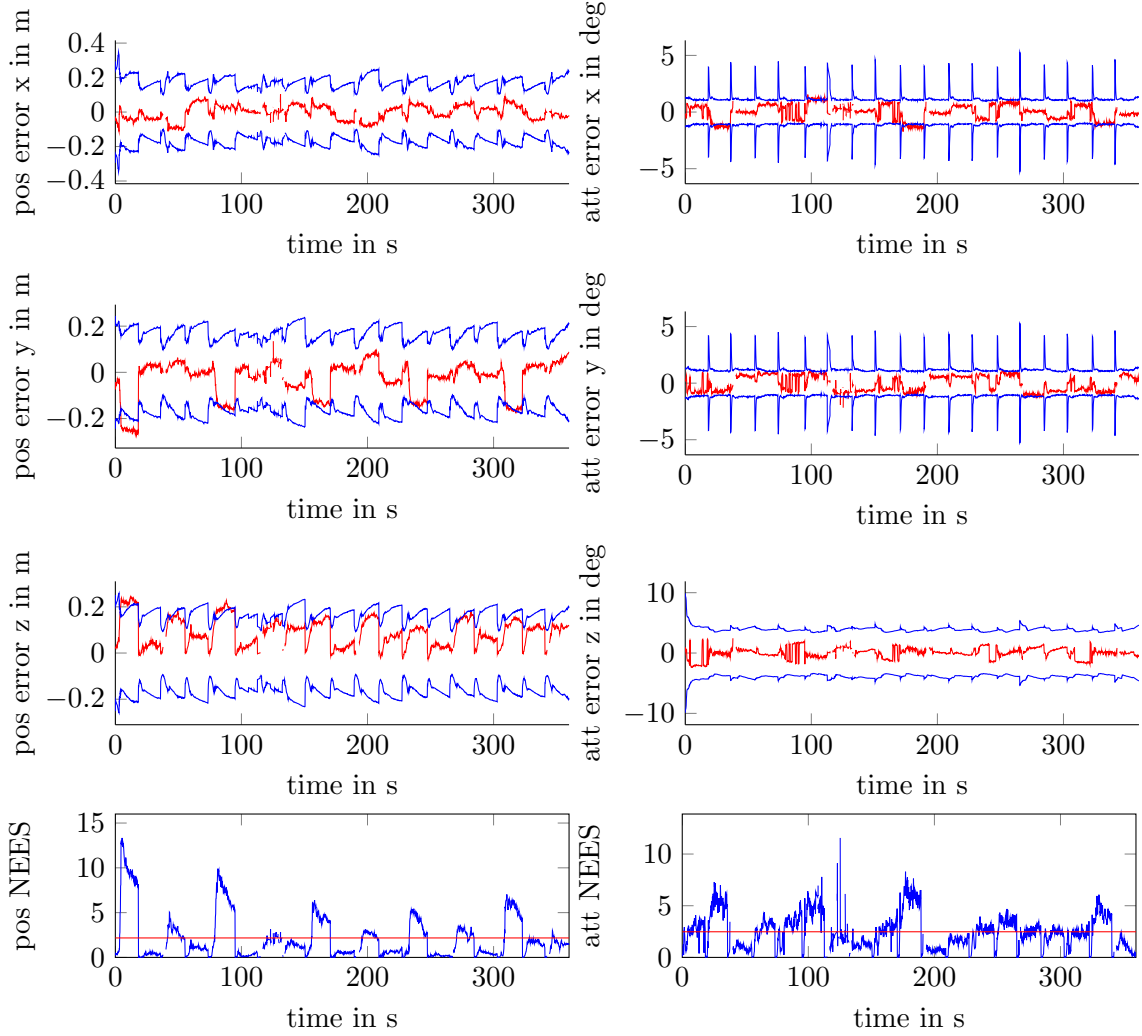 pos error x in m
0.4
0.2
0
−0.2
−0.4
0 100 200 300
time in s
att error x in deg
5
0
−5
0 100 200 300
time in s
pos error y in m
0.2
0
−0.2
0 100 200 300
time in s
att error y in deg
5
0
−5
0 100 200 300
time in s
pos error z in m
0.2
0
−0.2
0 100 200 300
time in s
att error z in deg
10
0
−10
0 100 200 300
time in s
pos NEES
15
10
5
0
0 100 200 300
time in s
att NEES
10
5
0
0 100 200 300
time in s